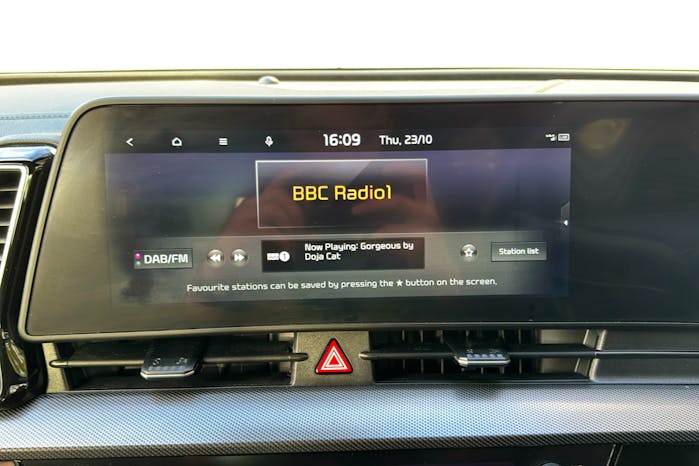 16:09 Thu, 23/10
BBC Radio1
DAB/FM
1
Now Playing: Gorgeous by
Doja Cat
Station list
Favourite stations can be saved by pressing the ★ button on the screen.